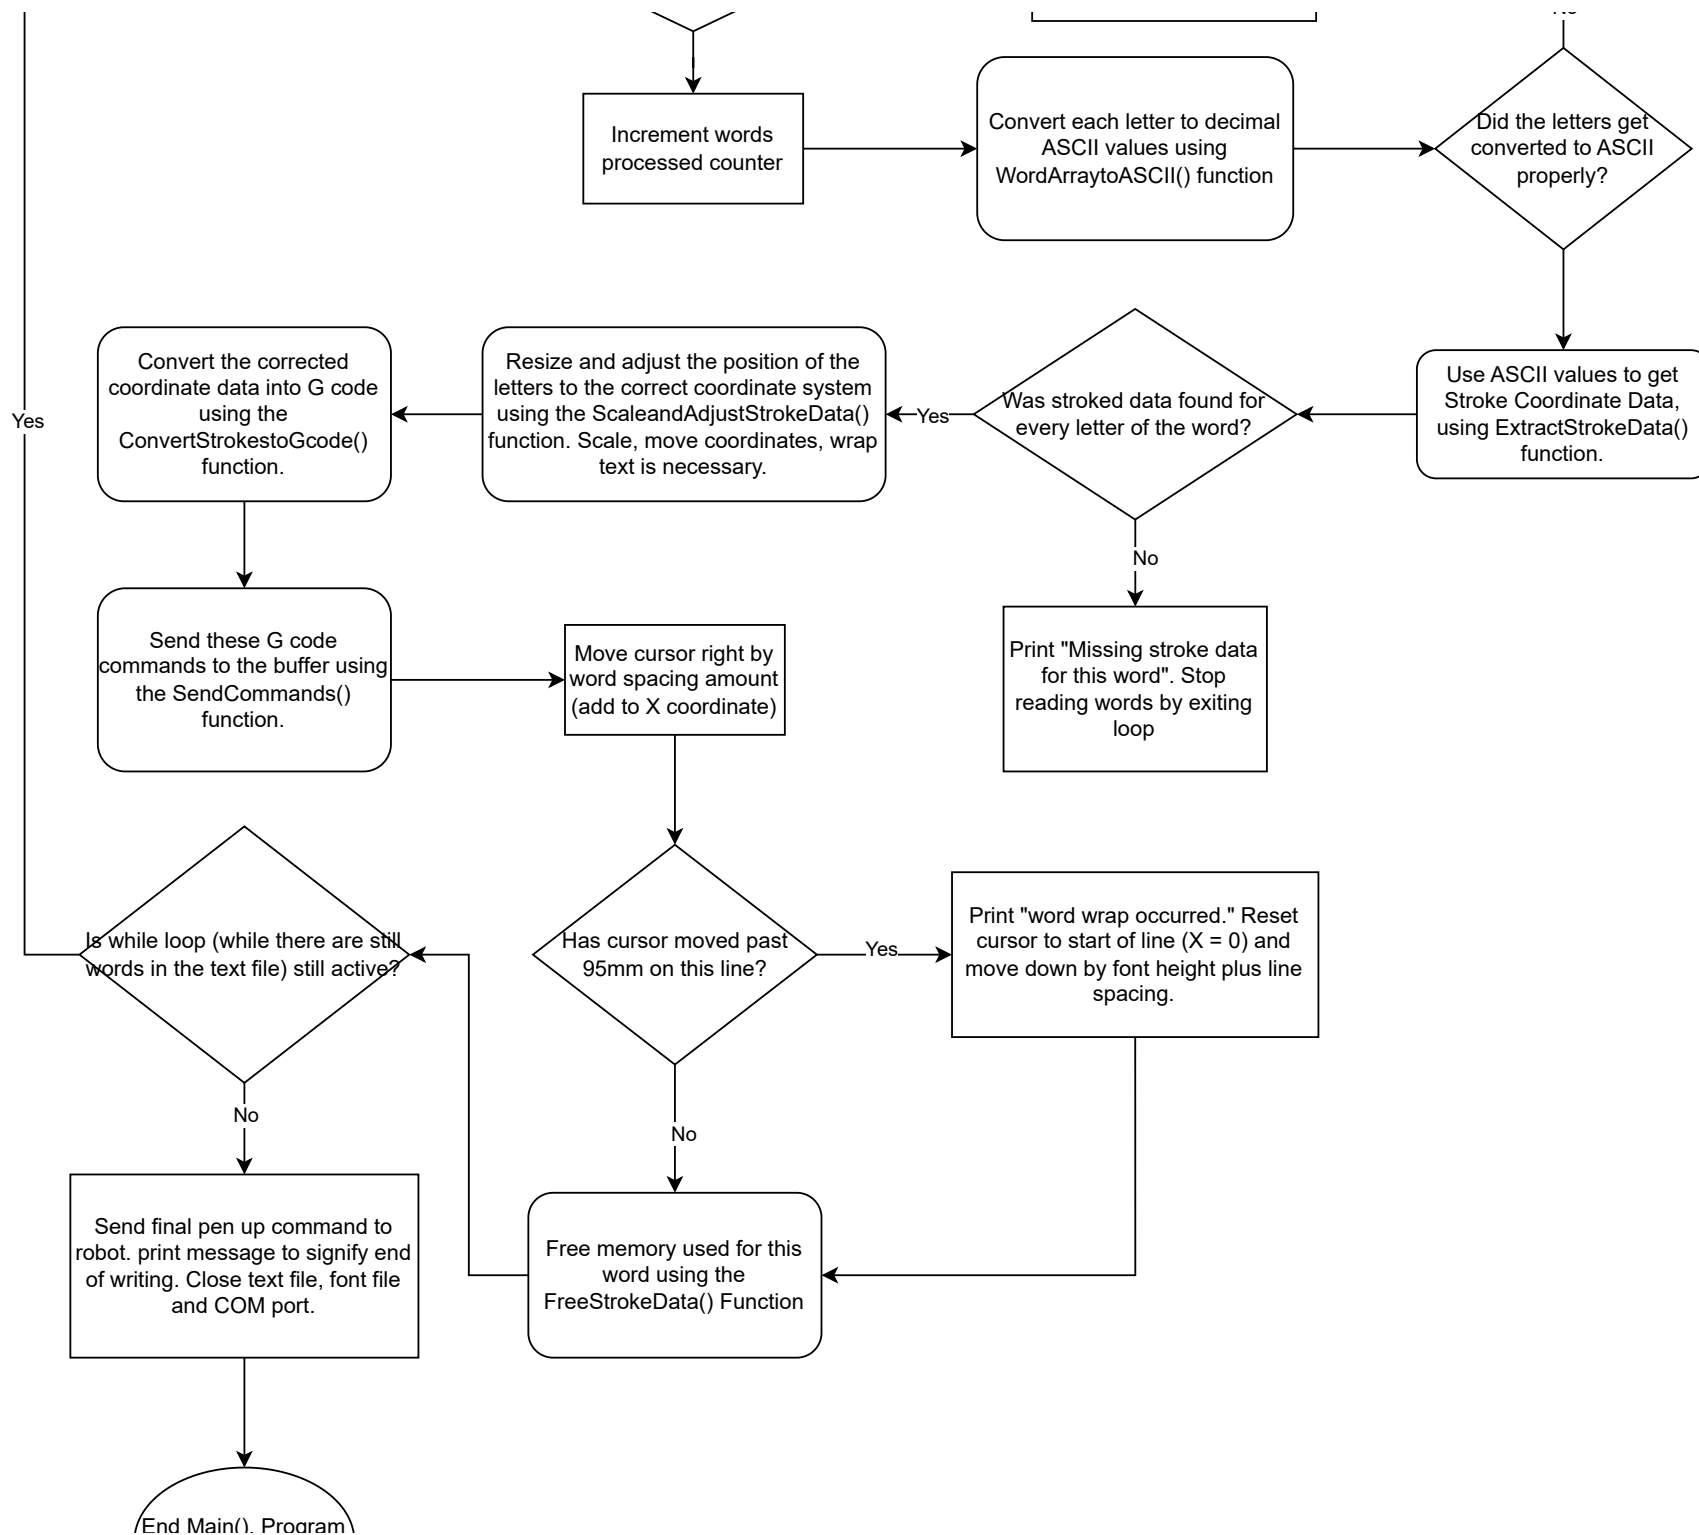 No
Increment words
processed counter
Convert each letter to decimal
ASCII values using
WordArraytoASCII() function
Did the letters get
converted to ASCII
properly?
Convert the corrected
coordinate data into G code
using the
ConvertStrokestoGcode()
function.
Resize and adjust the position of the
letters to the correct coordinate system
using the ScaleandAdjustStrokeData()
function. Scale, move coordinates, wrap
text is necessary.
Yes
Was stroked data found for
every letter of the word?
Use ASCII values to get
Stroke Coordinate Data,
using ExtractStrokeData()
function.
Yes
No
Send these G code
commands to the buffer using
the SendCommands()
function.
Move cursor right by
word spacing amount
(add to X coordinate)
Print "Missing stroke data
for this word". Stop
reading words by exiting
loop
Is while loop (while there are still
words in the text file) still active?
Has cursor moved past
95mm on this line?
Yes
Print "word wrap occurred." Reset
cursor to start of line (X = 0) and
move down by font height plus line
spacing.
No
No
Send final pen up command to
robot. print message to signify end
of writing. Close text file, font file
and COM port.
Free memory used for this
word using the
FreeStrokeData() Function
End Main(). Program